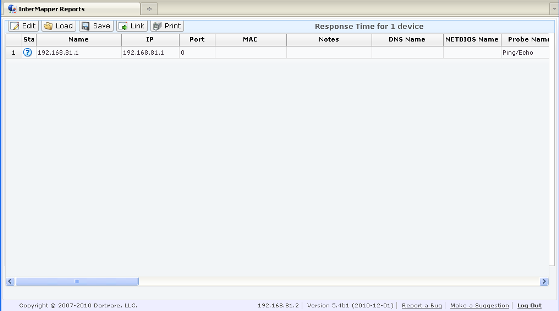 InterMapper Reports
Edit Load Save Link Print Response Time for 1 device
Sta Name IP Port MAC Notes DNS Name NETBIOS Name Probe Name
1 ? 192.168.81.1 192.168.81.1 0 Ping/Echo
Copyright © 2007-2010 Dartware, LLC. 192.168.81.2 Version 5.4b1 (2010-12-01) Report a Bug Make a Suggestion Log Out